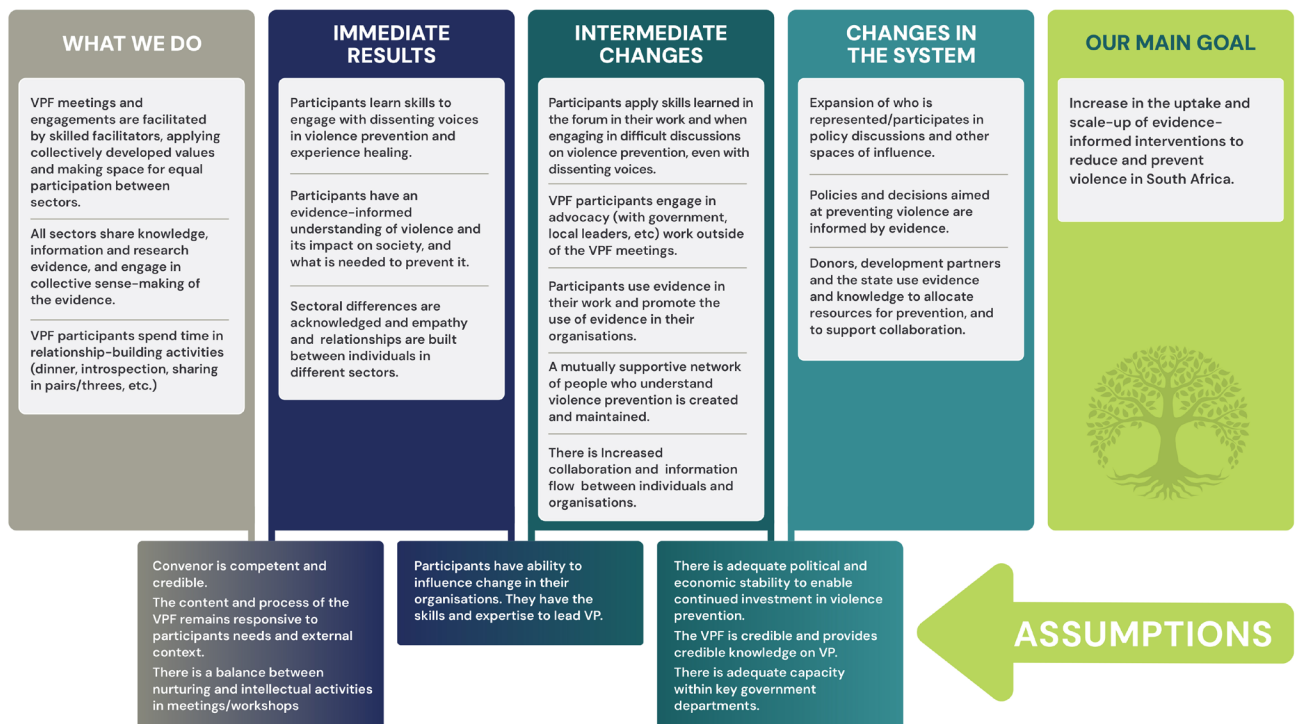 WHAT WE DO
VPF meetings and
engagements are facilitated
by skilled facilitators, applying
collectively developed values
and making space for equal
participation between
sectors.
All sectors share knowledge,
information and research
evidence, and engage in
collective sense-making of
the evidence.
VPF participants spend time in
relationship-building activities
(dinner, introspection, sharing
in pairs/threes, etc.)
IMMEDIATE
RESULTS
Participants learn skills to
engage with dissenting voices
in violence prevention and
experience healing.
Participants have an
evidence-informed
understanding of violence and
its impact on society, and
what is needed to prevent it.
Sectoral differences are
acknowledged and empathy
and relationships are built
between individuals in
different sectors.
INTERMEDIATE
CHANGES
Participants apply skills learned in
the forum in their work and when
engaging in difficult discussions
on violence prevention, even with
dissenting voices.
VPF participants engage in
advocacy (with government,
local leaders, etc) work outside
of the VPF meetings.
Participants use evidence in
their work and promote the
use of evidence in their
organisations.
A mutually supportive network
of people who understand
violence prevention is created
and maintained.
There is Increased
collaboration and information
flow between individuals and
organisations.
CHANGES IN
THE SYSTEM
Expansion of who is
represented/participates in
policy discussions and other
spaces of influence.
Policies and decisions aimed
at preventing violence are
informed by evidence.
Donors, development partners
and the state use evidence
and knowledge to allocate
resources for prevention, and
to support collaboration.
OUR MAIN GOAL
Increase in the uptake and
scale-up of evidence-
informed interventions to
reduce and prevent
violence in South Africa.
Convenor is competent and
credible.
The content and process of the
VPF remains responsive to
participants needs and external
context.
There is a balance between
nurturing and intellectual activities
in meetings/workshops
Participants have ability to
influence change in their
organisations. They have the
skills and expertise to lead VP.
There is adequate political and
economic stability to enable
continued investment in violence
prevention.
The VPF is credible and provides
credible knowledge on VP.
There is adequate capacity
within key government
departments.
ASSUMPTIONS